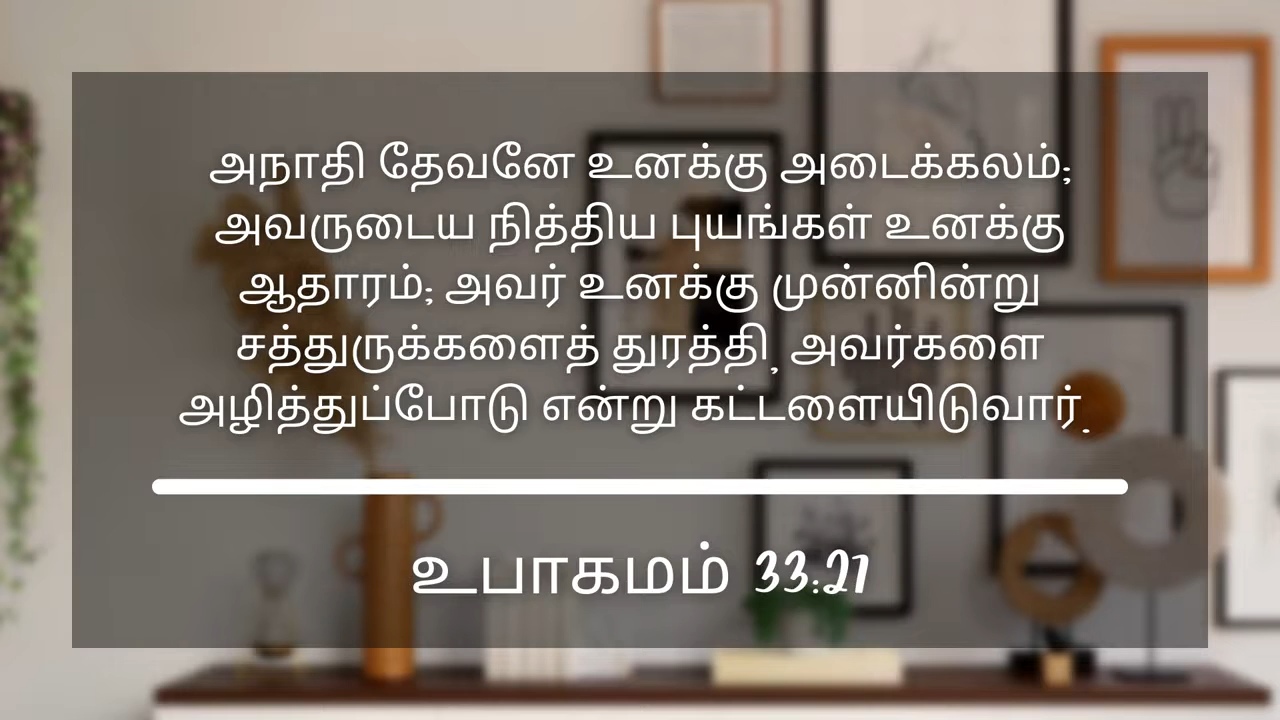 அநாதி தேவனே உனக்கு அடைக்கலம்;
அவருடைய நித்திய புயங்கள் உனக்கு
ஆதாரம்; அவர் உனக்கு முன்னின்று
சத்துருக்களைத் துரத்தி, அவர்களை
அழித்துப்போடு என்று கட்டளையிடுவார்.
உபாகமம் 33:27